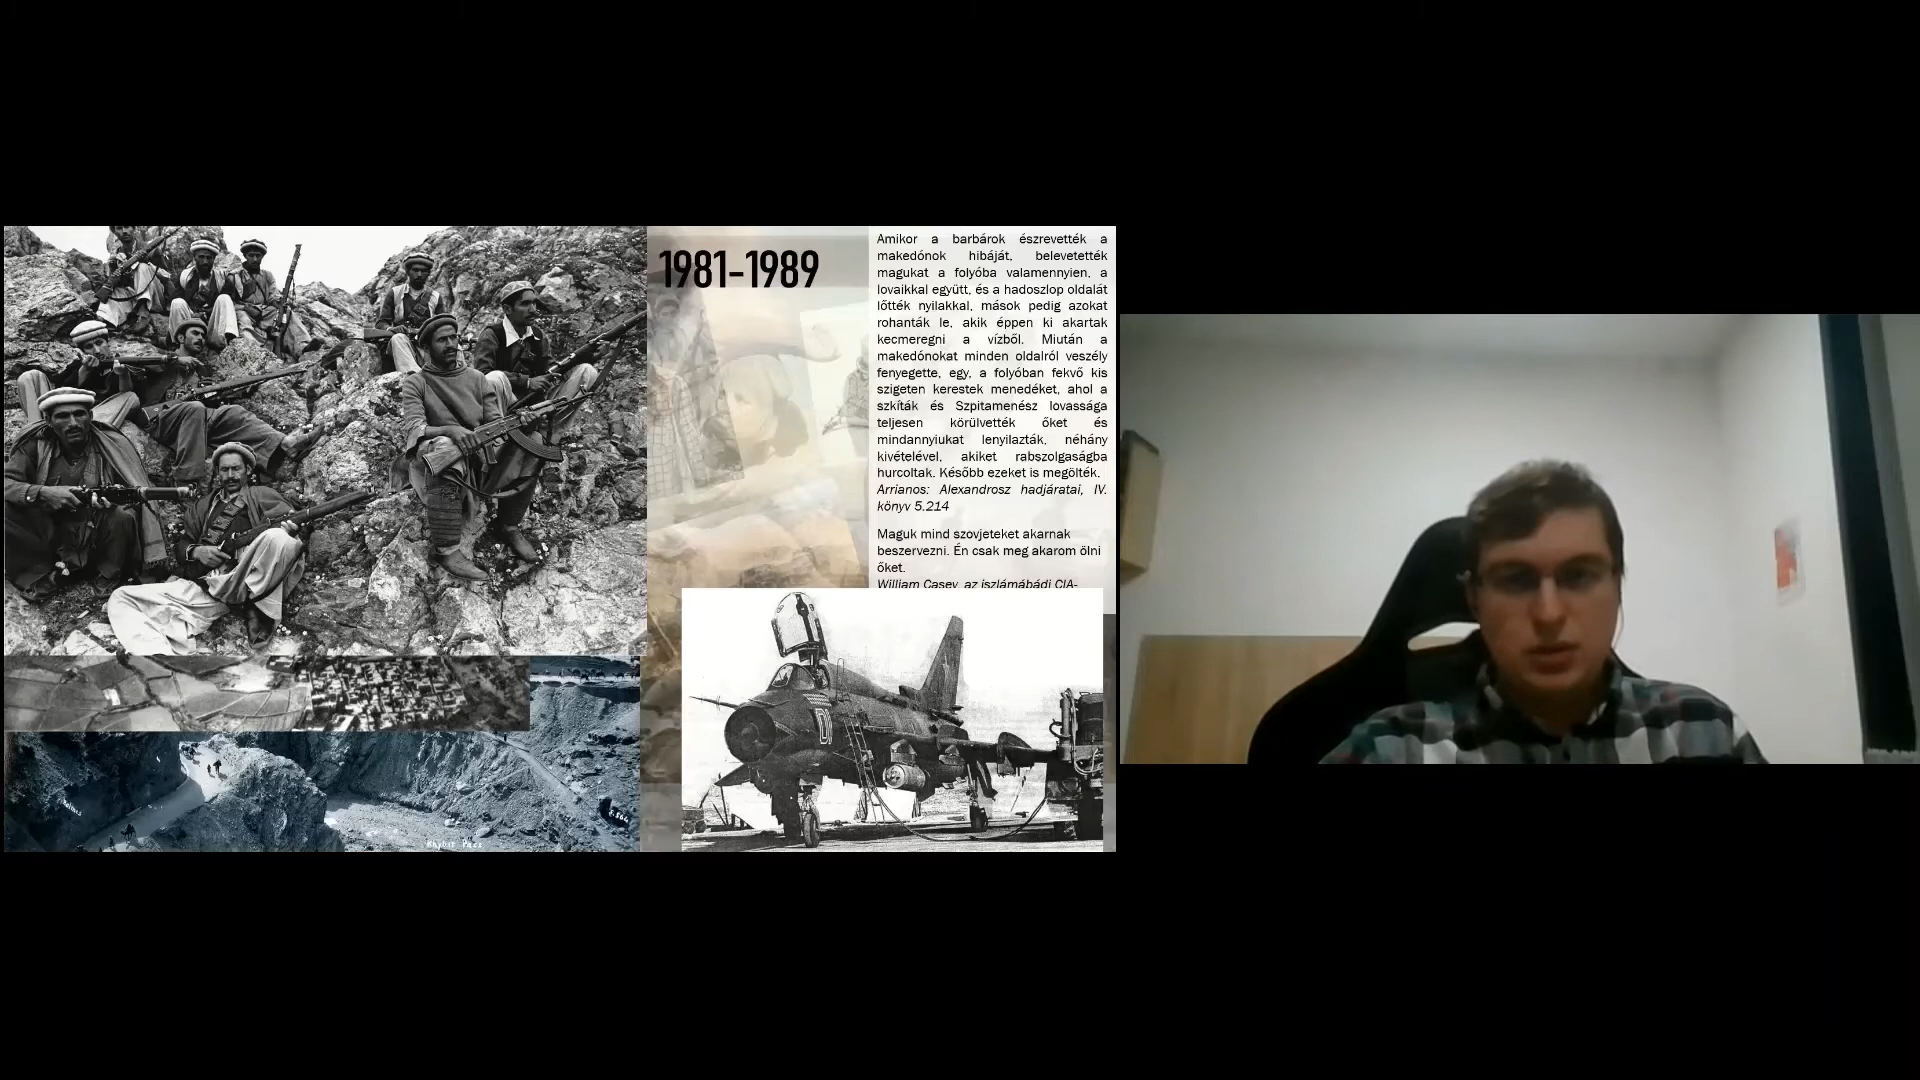 1981-1989
Amikor a barbárok észrevették a
makedónok hibáját, belevetették
magukat a folyóba valamennyien, a
lovaikkal együtt, és a hadoszlop oldalát
lőtték nyilakkal, mások pedig azokat
rohanták le, akik éppen ki akartak
kecmeregni a vízből. Miután a
makedónokat minden oldalról veszély
fenyegette, egy, a folyóban fekvő kis
szigeten kerestek menedéket, ahol a
szkíták és Szpitamenész lovassága
teljesen körülvették őket és
mindannyiukat lenyilazták, néhány
kivételével, akiket rabszolgaságba
hurcoltak. Később ezeket is megölték.
Arrianos: Alexandrosz hadjáratai, IV.
könyv 5.214
Maguk mind szovjeteket akarnak
beszervezni. Én csak meg akarom ölni
őket.
William Casey, az iszlámábádi CIA-
01
Khyber Pass